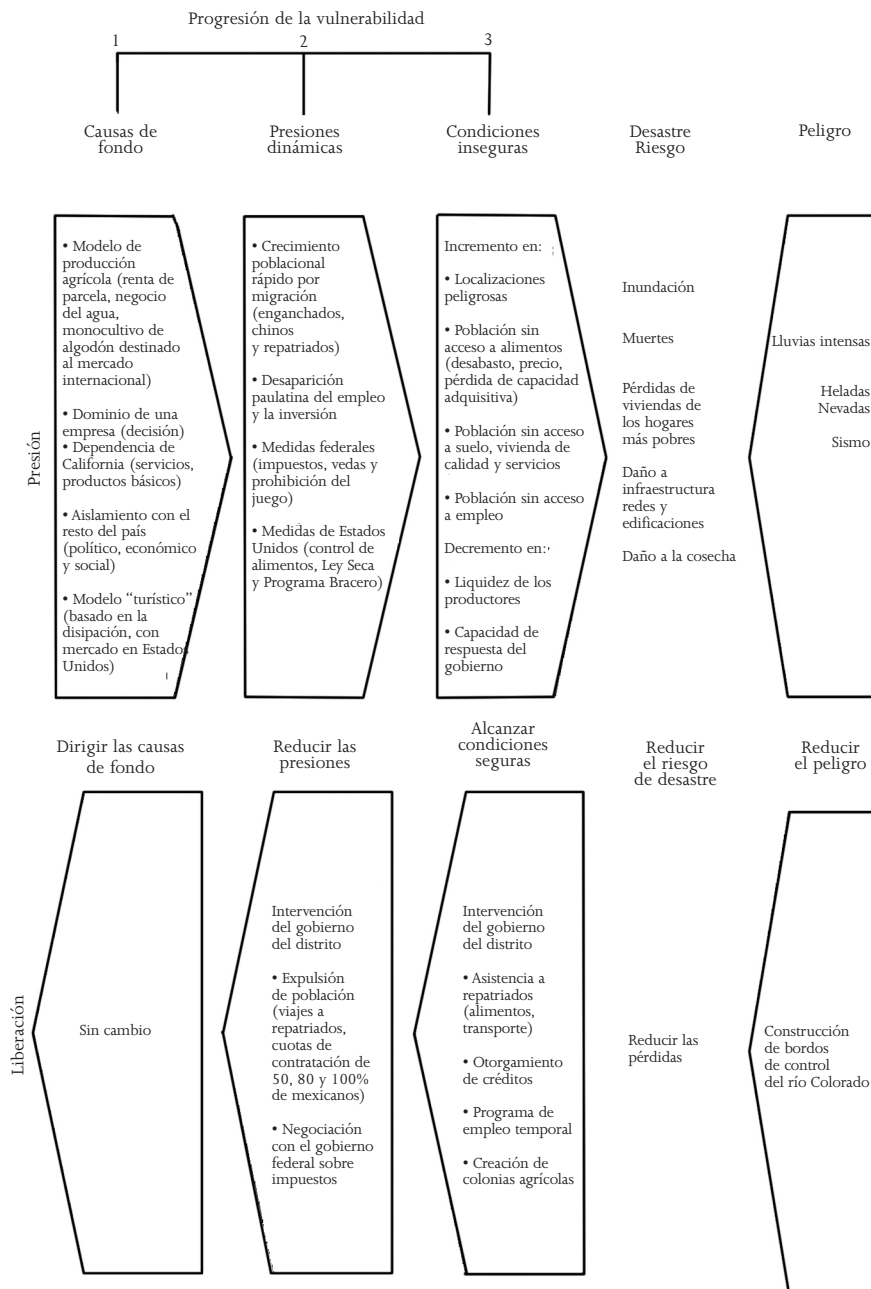 Progresión de la vulnerabilidad
1
2
3
Causas de
fondo
Presiones
dinámicas
Condiciones
inseguras
Desastre
Riesgo
Peligro
Presión
• Modelo de
producción
agrícola (renta de
parcela, negocio
del agua,
monocultivo de
algodón destinado
al mercado
internacional)
• Dominio de una
empresa (decisión)
• Dependencia de
California (servicios,
productos básicos)
• Aislamiento con el
resto del país
(político, económico
y social)
• Modelo “turístico”
(basado en la
disipación, con
mercado en Estados
Unidos)
• Crecimiento
poblacional
rápido por
migración
(enganchados,
chinos
y repatriados)
• Desaparición
paulatina del empleo
y la inversión
• Medidas federales
(impuestos, vedas y
prohibición del
juego)
• Medidas de Estados
Unidos (control de
alimentos, Ley Seca
y Programa Bracero)
Incremento en:
• Localizaciones
peligrosas
• Población sin
acceso a alimentos
(desabasto, precio,
pérdida de capacidad
adquisitiva)
• Población sin acceso
a suelo, vivienda de
calidad y servicios
• Población sin acceso
a empleo
Decremento en:
• Liquidez de los
productores
• Capacidad de
respuesta del
gobierno
Inundación
Muertes
Pérdidas de
viviendas de
los hogares
más pobres
Daño a
infraestructura
redes y
edificaciones
Daño a la cosecha
Lluvias intensas
Heladas
Nevadas
Sismo
Dirigir las causas
de fondo
Reducir las
presiones
Alcanzar
condiciones
seguras
Reducir
el riesgo
de desastre
Reducir
el peligro
Liberación
Sin cambio
Intervención
del gobierno
del distrito
• Expulsión
de población
(viajes a
repatriados,
cuotas de
contratación de
50, 80 y 100%
de mexicanos)
• Negociación
con el gobierno
federal sobre
impuestos
Intervención
del gobierno
del distrito
• Asistencia a
repatriados
(alimentos,
transporte)
• Otorgamiento
de créditos
• Programa de
empleo temporal
• Creación de
colonias agrícolas
Reducir las
pérdidas
Construcción
de bordos
de control
del río Colorado